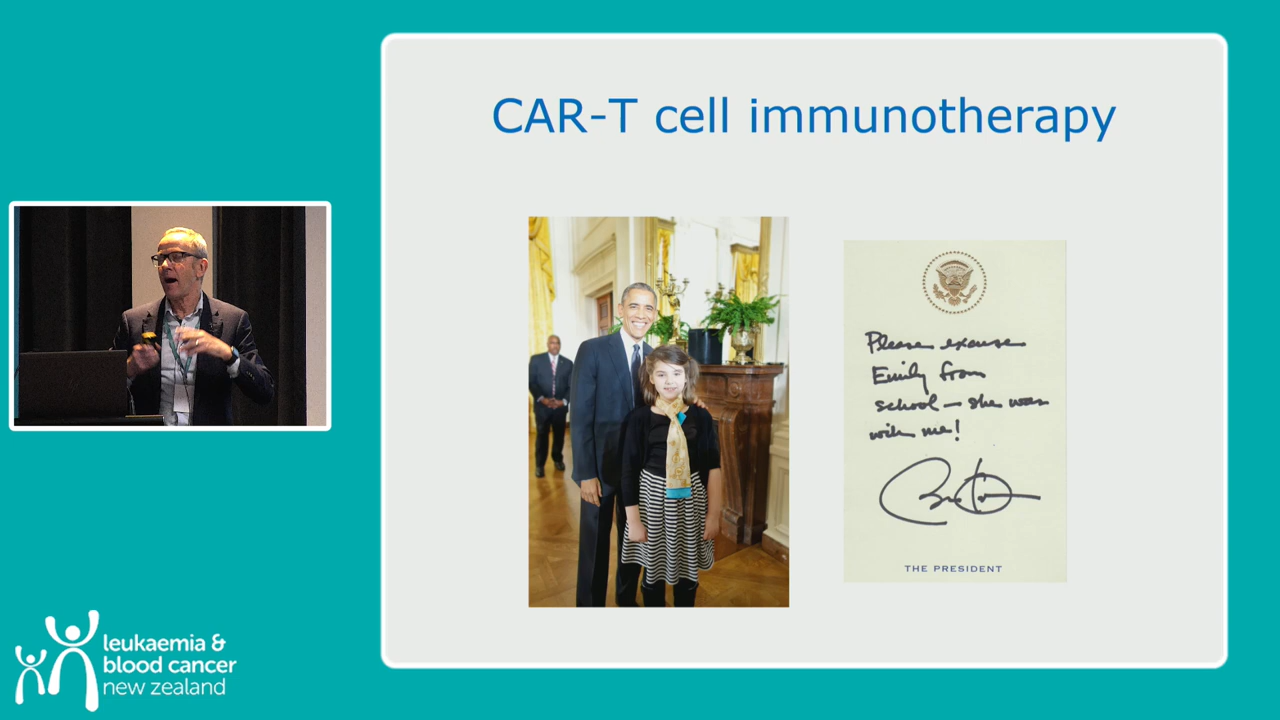 CAR-T cell immunotherapy
Please excuse
Emily from
school – she was
with me!
THE PRESIDENT
leukaemia &
blood cancer
new zealand